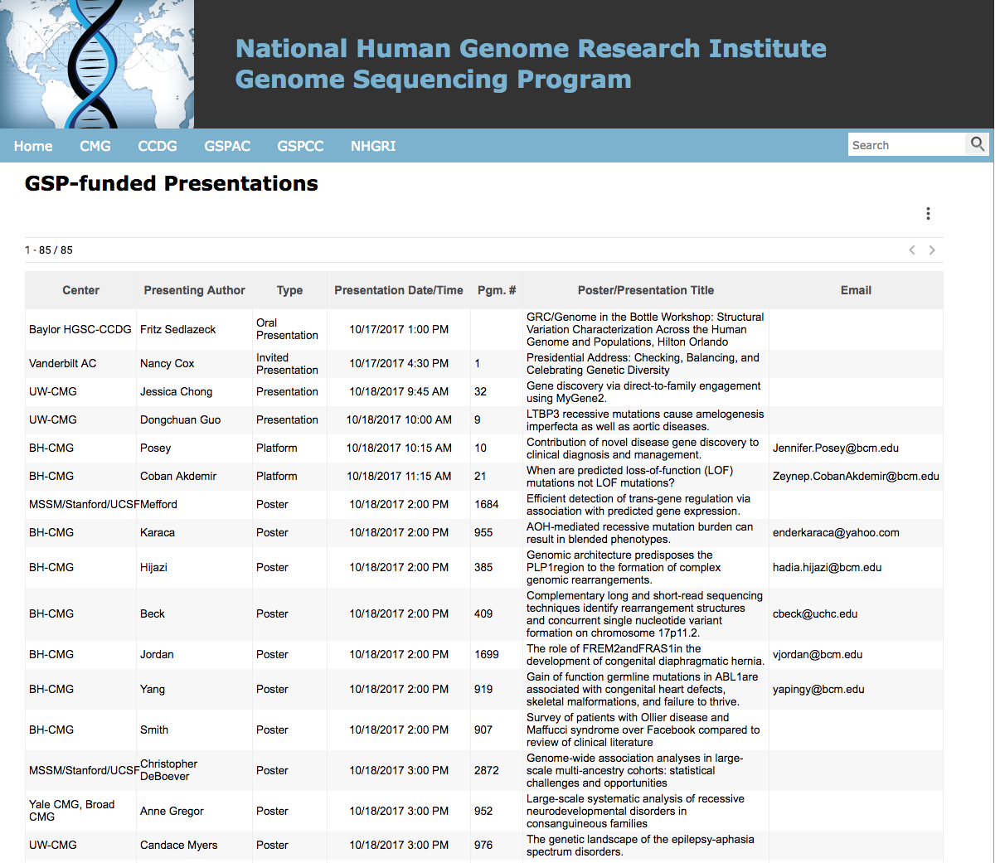 National Human Genome Research Institute
Genome Sequencing Program
Home CMG CCDG GSPAC GSPCC NHGRI Search
GSP-funded Presentations
1 - 85 / 85
Center Presenting Author Type Presentation Date/Time Pgm. # Poster/Presentation Title Email
Baylor HGSC-CCDG Fritz Sedlazeck Oral Presentation 10/17/2017 1:00 PM GRC/Genome in the Bottle Workshop: Structural
Variation Characterization Across the Human
Genome and Populations, Hilton Orlando
Vanderbilt AC Nancy Cox Invited Presentation 10/17/2017 4:30 PM 1 Presidential Address: Checking, Balancing, and
Celebrating Genetic Diversity
UW-CMG Jessica Chong Presentation 10/18/2017 9:45 AM 32 Gene discovery via direct-to-family engagement
using MyGene2.
UW-CMG Dongchuan Guo Presentation 10/18/2017 10:00 AM 9 LTBP3 recessive mutations cause amelogenesis
imperfecta as well as aortic diseases.
BH-CMG Posey Platform 10/18/2017 10:15 AM 10 Contribution of novel disease gene discovery to
clinical diagnosis and management. Jennifer.Posey@bcm.edu
BH-CMG Coban Akdemir Platform 10/18/2017 11:15 AM 21 When are predicted loss-of-function (LOF)
mutations not LOF mutations? Zeynep.CobanAkdemir@bcm.edu
MSSM/Stanford/UCSF Mefford Poster 10/18/2017 2:00 PM 1684 Efficient detection of trans-gene regulation via
association with predicted gene expression.
BH-CMG Karaca Poster 10/18/2017 2:00 PM 955 AOH-mediated recessive mutation burden can
result in blended phenotypes. enderkaraca@yahoo.com
BH-CMG Hijazi Poster 10/18/2017 2:00 PM 385 Genomic architecture predisposes the
PLP1region to the formation of complex
genomic rearrangements. hadia.hijazi@bcm.edu
BH-CMG Beck Poster 10/18/2017 2:00 PM 409 Complementary long and short-read sequencing
techniques identify rearrangement structures
and concurrent single nucleotide variant
formation on chromosome 17p11.2. cbeck@uchc.edu
BH-CMG Jordan Poster 10/18/2017 2:00 PM 1699 The role of FREM2andFRAS1in the
development of congenital diaphragmatic hernia. vjordan@bcm.edu
BH-CMG Yang Poster 10/18/2017 2:00 PM 919 Gain of function germline mutations in ABL1are
associated with congenital heart defects,
skeletal malformations, and failure to thrive. yapingy@bcm.edu
BH-CMG Smith Poster 10/18/2017 2:00 PM 907 Survey of patients with Ollier disease and
Maffucci syndrome over Facebook compared to
review of clinical literature
MSSM/Stanford/UCSF Christopher DeBoever Poster 10/18/2017 3:00 PM 2872 Genome-wide association analyses in large-
scale multi-ancestry cohorts: statistical
challenges and opportunities
Yale CMG, Broad CMG Anne Gregor Poster 10/18/2017 3:00 PM 952 Large-scale systematic analysis of recessive
neurodevelopmental disorders in
consanguineous families
UW-CMG Candace Myers Poster 10/18/2017 3:00 PM 976 The genetic landscape of the epilepsy-aphasia
spectrum disorders.